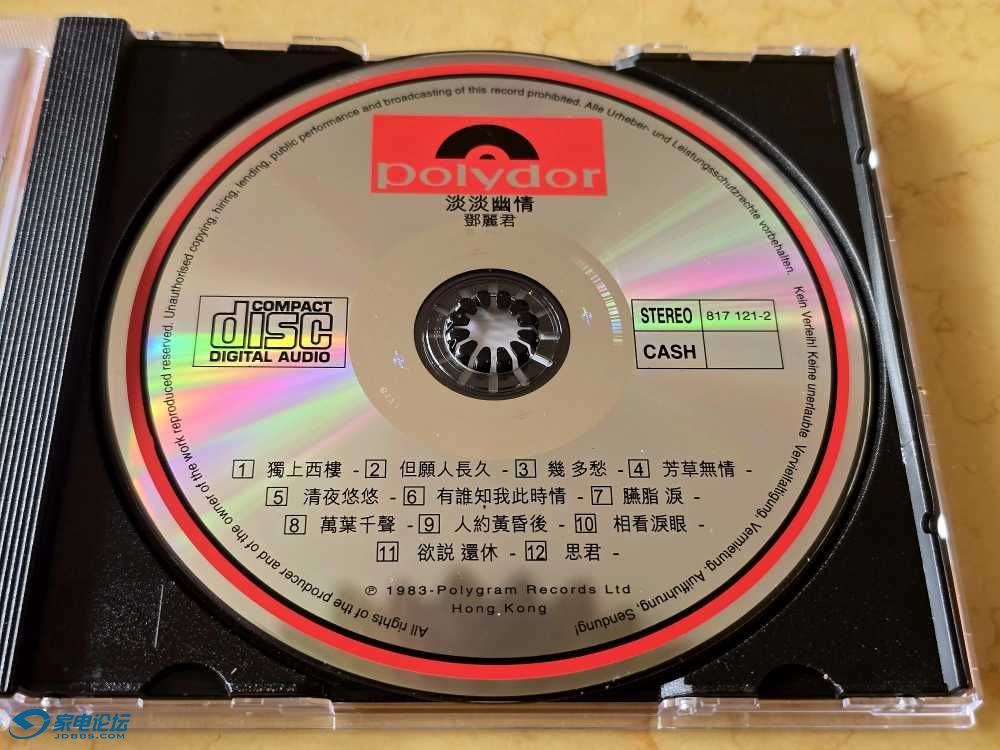 polydor
淡淡幽情
鄧麗君
COMPACT
disc
DIGITAL AUDIO
STEREO 817 121-2
CASH
1 獨上西樓 - 2 但願人長久 - 3 幾 多愁 - 4 芳草無情 -
5 清夜悠悠 - 6 有誰知我此時情 - 7 臙脂 淚 -
8 萬葉千聲 - 9 人約黃昏後 - 10 相看淚眼 -
11 欲説 還休 - 12 思君 -
℗ 1983-Polygram Records Ltd
Hong Kong
All rights of the producer and of the owner of the work reproduced reserved. Unauthorised copying, hiring, lending, public performance and broadcasting of this record prohibited. Alle Urheber- und Leistungsschutzrechte vorbehalten. Kein Verleih! Keine unerlaubte Vervielfältigung, Vermietung, Aufführung, Sendung!
家电论坛
JDBBS.COM